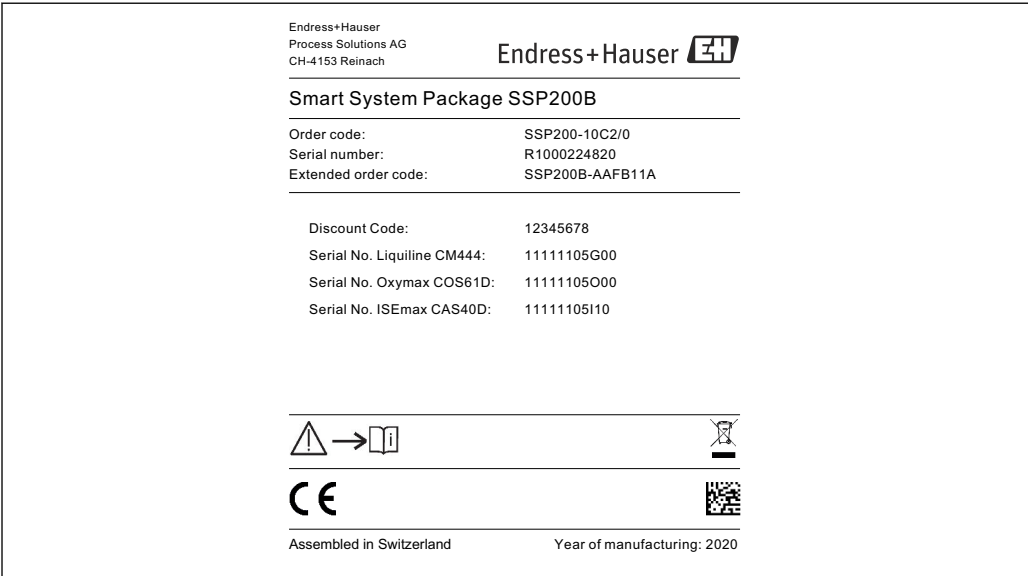 Endress+Hauser
Process Solutions AG
CH-4153 Reinach
Endress+Hauser EH
Smart System Package SSP200B
Order code: SSP200-10C2/0
Serial number: R1000224820
Extended order code: SSP200B-AAFB11A
Discount Code: 12345678
Serial No. Liquiline CM444: 11111105G00
Serial No. Oxymax COS61D: 11111105O00
Serial No. ISEmax CAS40D: 11111105I10
i
CE
Assembled in Switzerland Year of manufacturing: 2020